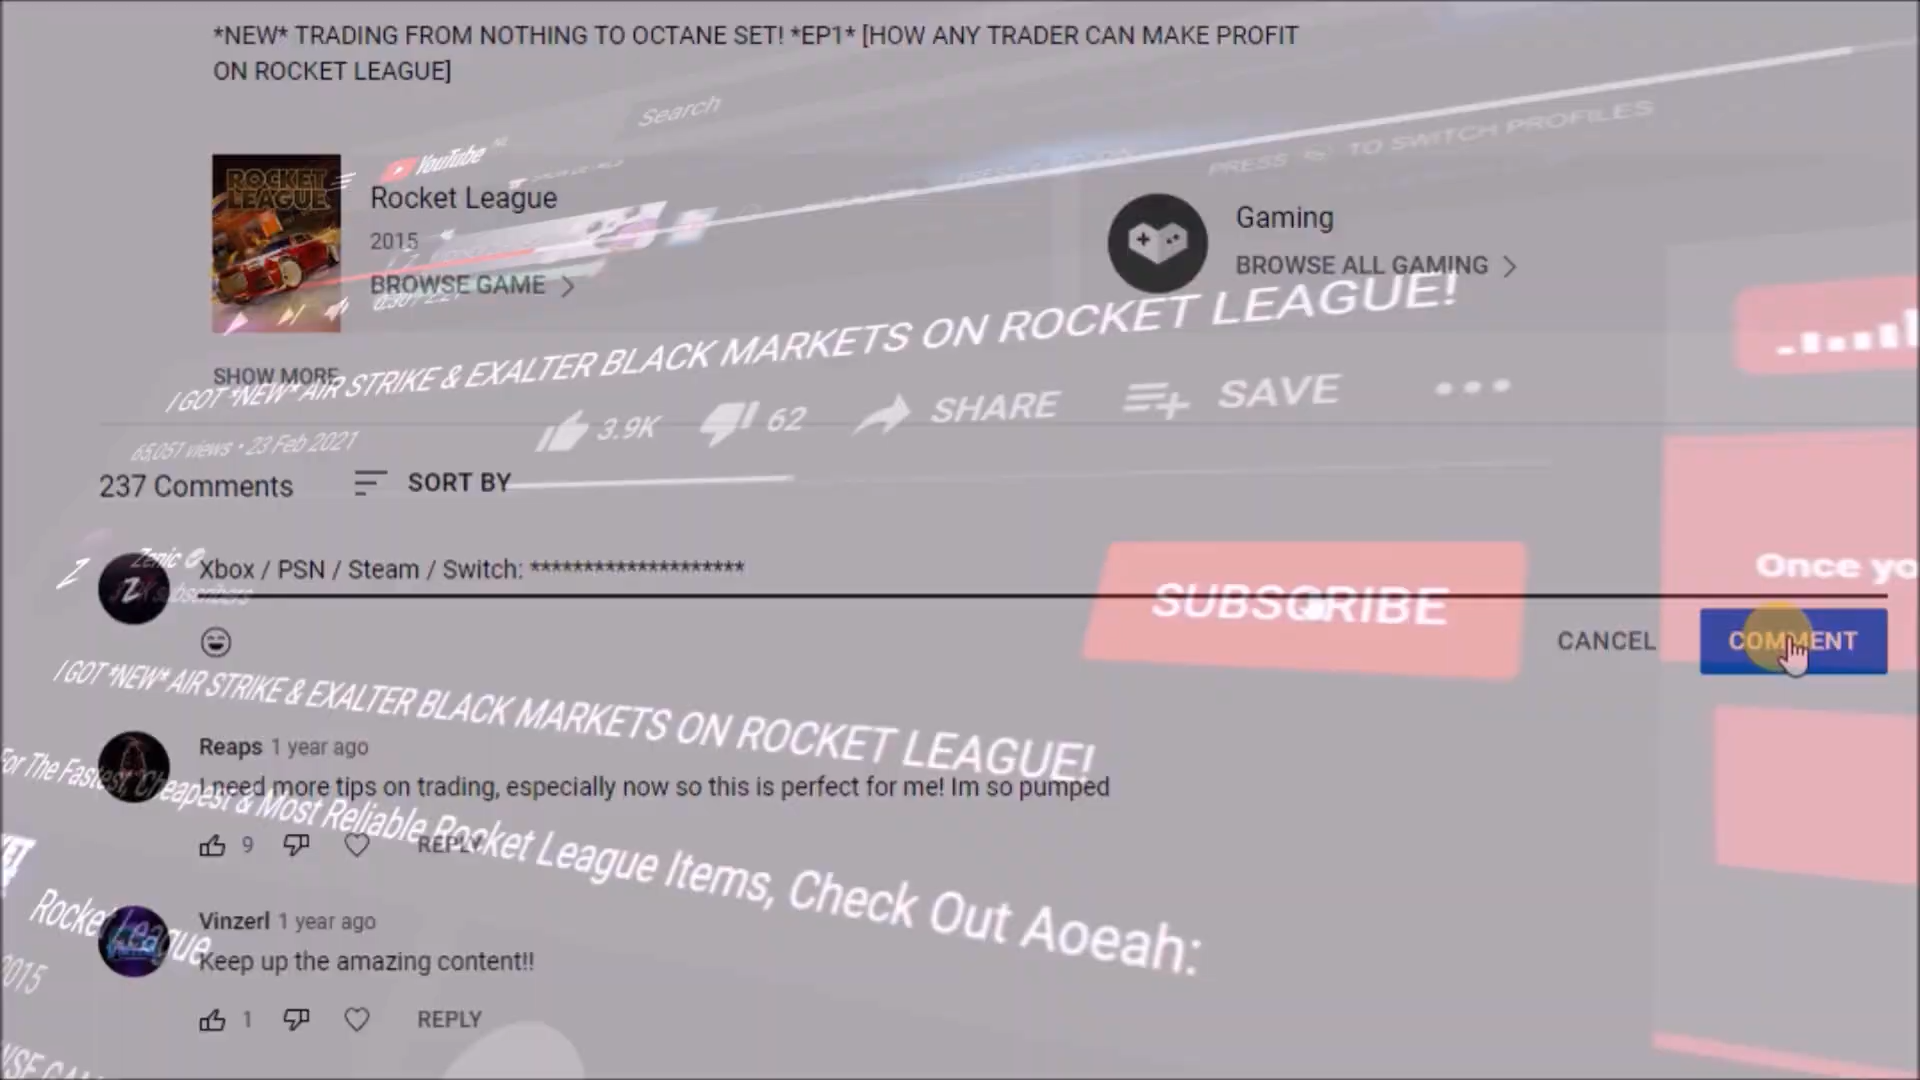 *NEW* TRADING FROM NOTHING TO OCTANE SET! *EP1* [HOW ANY TRADER CAN MAKE PROFIT
ON ROCKET LEAGUE]
Search
YouTube NL
PRESS TO SWITCH PROFILES
ROCKET
LEAGUE
Rocket League
2015
BROWSE GAME
Gaming
BROWSE ALL GAMING
SHOW MORE
I GOT *NEW* AIR STRIKE & EXALTER BLACK MARKETS ON ROCKET LEAGUE!
65,051 views • 23 Feb 2021
3.9K
62
SHARE
SAVE
237 Comments
SORT BY
Z
Zenic
subscribers
Xbox / PSN / Steam / Switch: ********************
SUBSCRIBE
Once yo
CANCEL
COMMENT
I GOT *NEW* AIR STRIKE & EXALTER BLACK MARKETS ON ROCKET LEAGUE!
Reaps 1 year ago
I need more tips on trading, especially now so this is perfect for me! Im so pumped
For The Fastest, Cheapest & Most Reliable Rocket League Items, Check Out Aoeah:
9
REPLY
Rocket League
2015
Vinzerl 1 year ago
Keep up the amazing content!!
1
REPLY